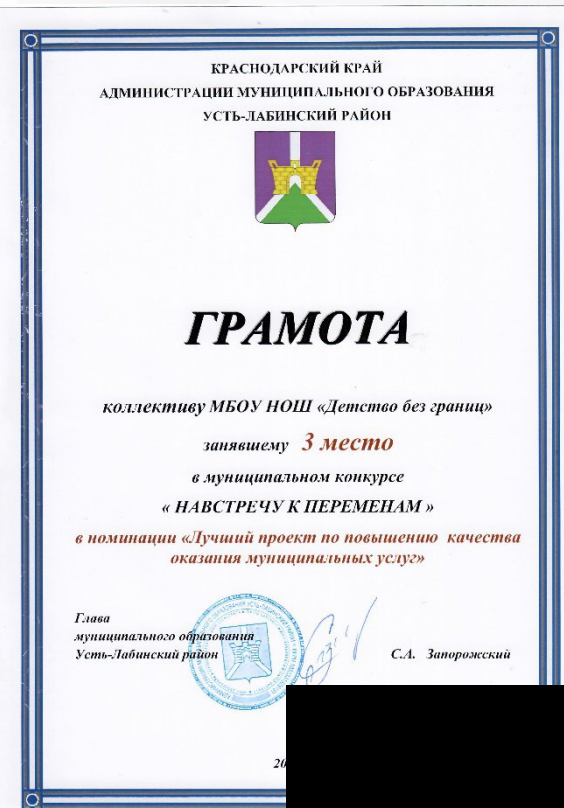 КРАСНОДАРСКИЙ КРАЙ
АДМИНИСТРАЦИИ МУНИЦИПАЛЬНОГО ОБРАЗОВАНИЯ
УСТЬ-ЛАБИНСКИЙ РАЙОН
ГРАМОТА
коллективу МБОУ НОШ «Детство без границ»
занявшему 3 место
в муниципальном конкурсе
« НАВСТРЕЧУ К ПЕРЕМЕНАМ »
в номинации «Лучший проект по повышению качества
оказания муниципальных услуг»
Глава
муниципального образования
Усть-Лабинский район С.А. Запорожский
20